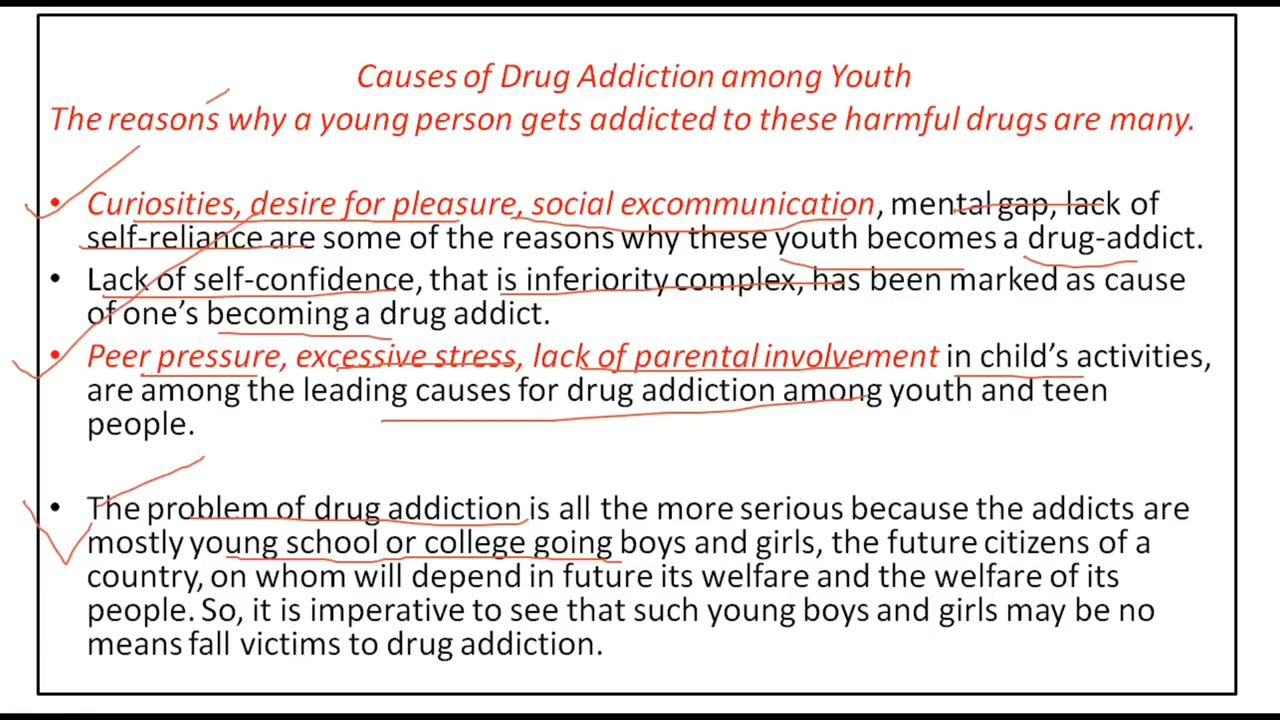 Causes of Drug Addiction among Youth
The reasons why a young person gets addicted to these harmful drugs are many.
• Curiosities, desire for pleasure, social excommunication, mental gap, lack of
self-reliance are some of the reasons why these youth becomes a drug-addict.
• Lack of self-confidence, that is inferiority complex, has been marked as cause
of one's becoming a drug addict.
• Peer pressure, excessive stress, lack of parental involvement in child's activities,
are among the leading causes for drug addiction among youth and teen
people.
• The problem of drug addiction is all the more serious because the addicts are
mostly young school or college going boys and girls, the future citizens of a
country, on whom will depend in future its welfare and the welfare of its
people. So, it is imperative to see that such young boys and girls may be no
means fall victims to drug addiction.